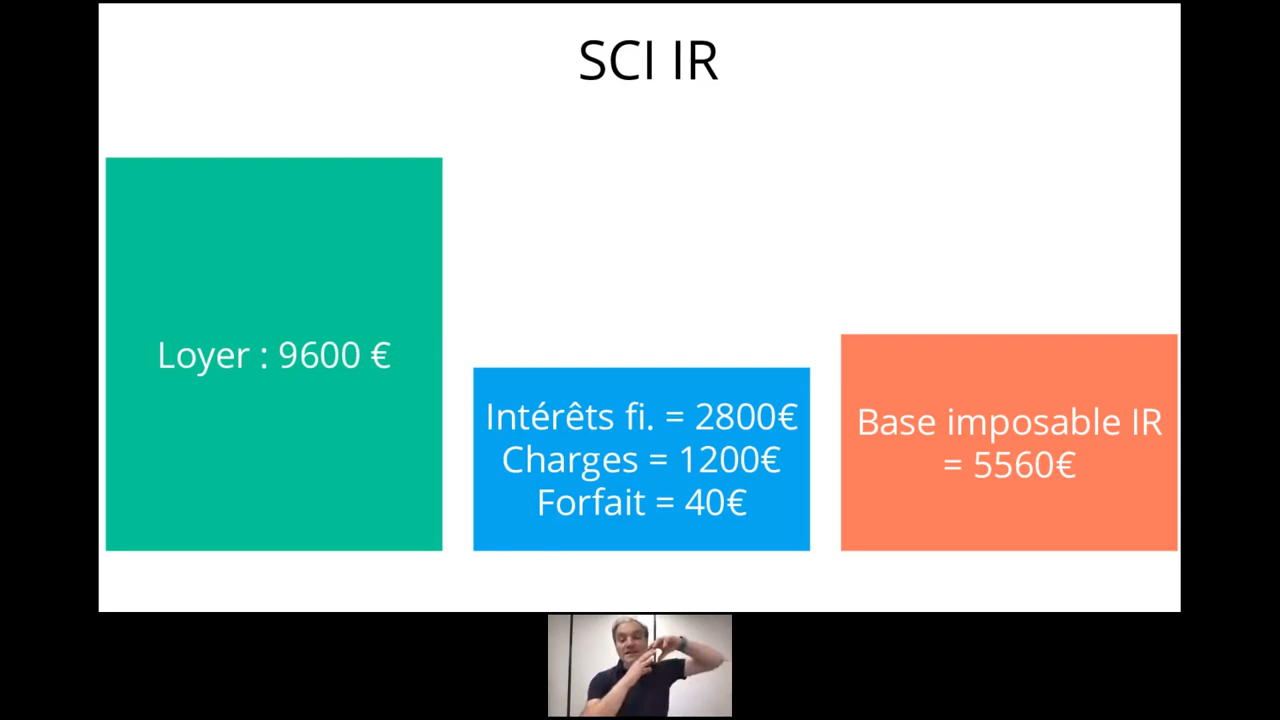 SCI IR
Loyer : 9600 €
Intérêts fi. = 2800€
Charges = 1200€
Forfait = 40€
Base imposable IR
= 5560€